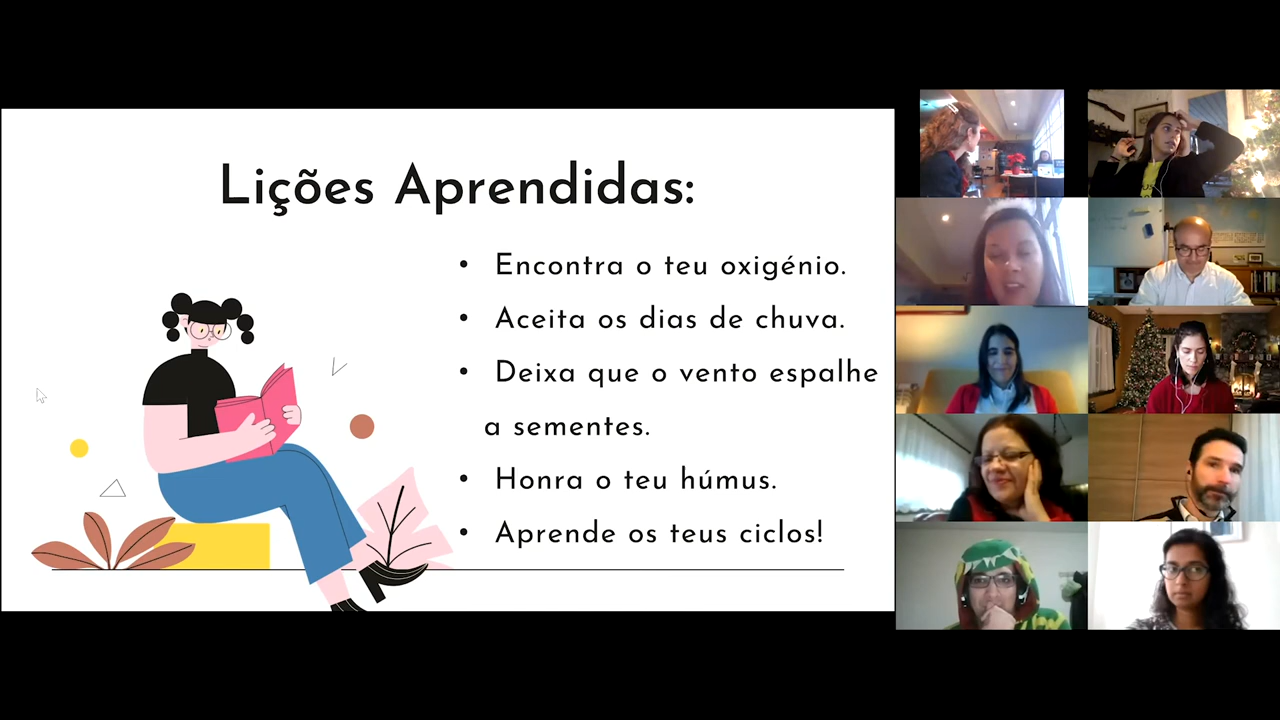 Lições Aprendidas:
• Encontra o teu oxigénio.
• Aceita os dias de chuva.
• Deixa que o vento espalhe
a sementes.
• Honra o teu húmus.
• Aprende os teus ciclos!